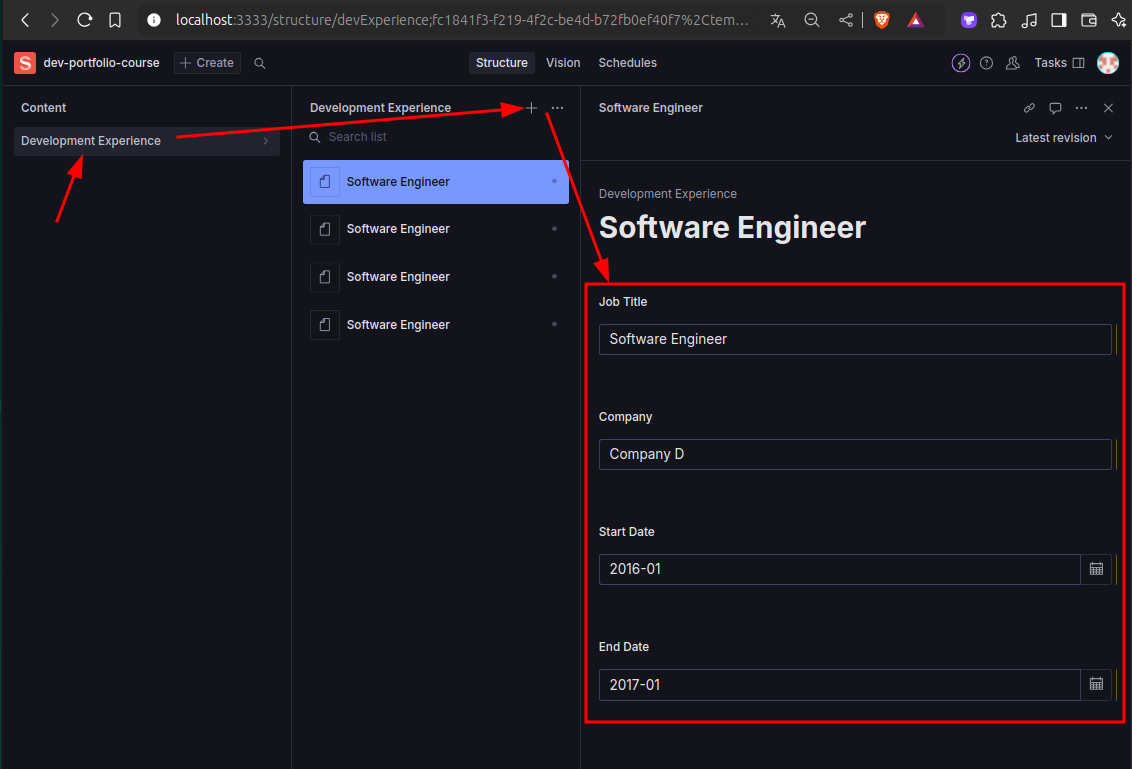 localhost:3333/structure/devExperience;fc1841f3-f219-4f2c-be4d-b72fb0ef40f7%2Ctem...
S dev-portfolio-course
Create
Structure
Vision
Schedules
Tasks
Content
Development Experience
Development Experience
Search list
Software Engineer
Software Engineer
Software Engineer
Software Engineer
Software Engineer
Latest revision
Development Experience
Software Engineer
Job Title
Software Engineer
Company
Company D
Start Date
2016-01
End Date
2017-01